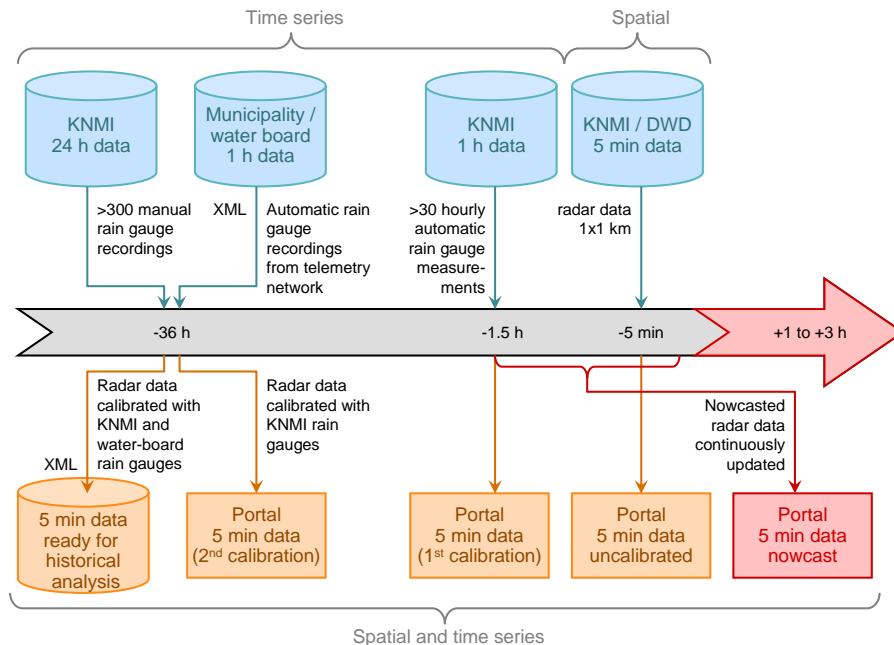 Time series
Spatial
KNMI
24 h data
Municipality /
water board
1 h data
KNMI
1 h data
KNMI / DWD
5 min data
>300 manual
rain gauge
recordings
XML
Automatic rain
gauge
recordings
from telemetry
network
>30 hourly
automatic
rain gauge
measure-
ments
radar data
1x1 km
-36 h
-1.5 h
-5 min
+1 to +3 h
Radar data
calibrated with
KNMI and
water-board
rain gauges
XML
Radar data
calibrated with
KNMI rain
gauges
Nowcasted
radar data
continuously
updated
5 min data
ready for
historical
analysis
Portal
5 min data
(2nd calibration)
Portal
5 min data
(1st calibration)
Portal
5 min data
uncalibrated
Portal
5 min data
nowcast
Spatial and time series